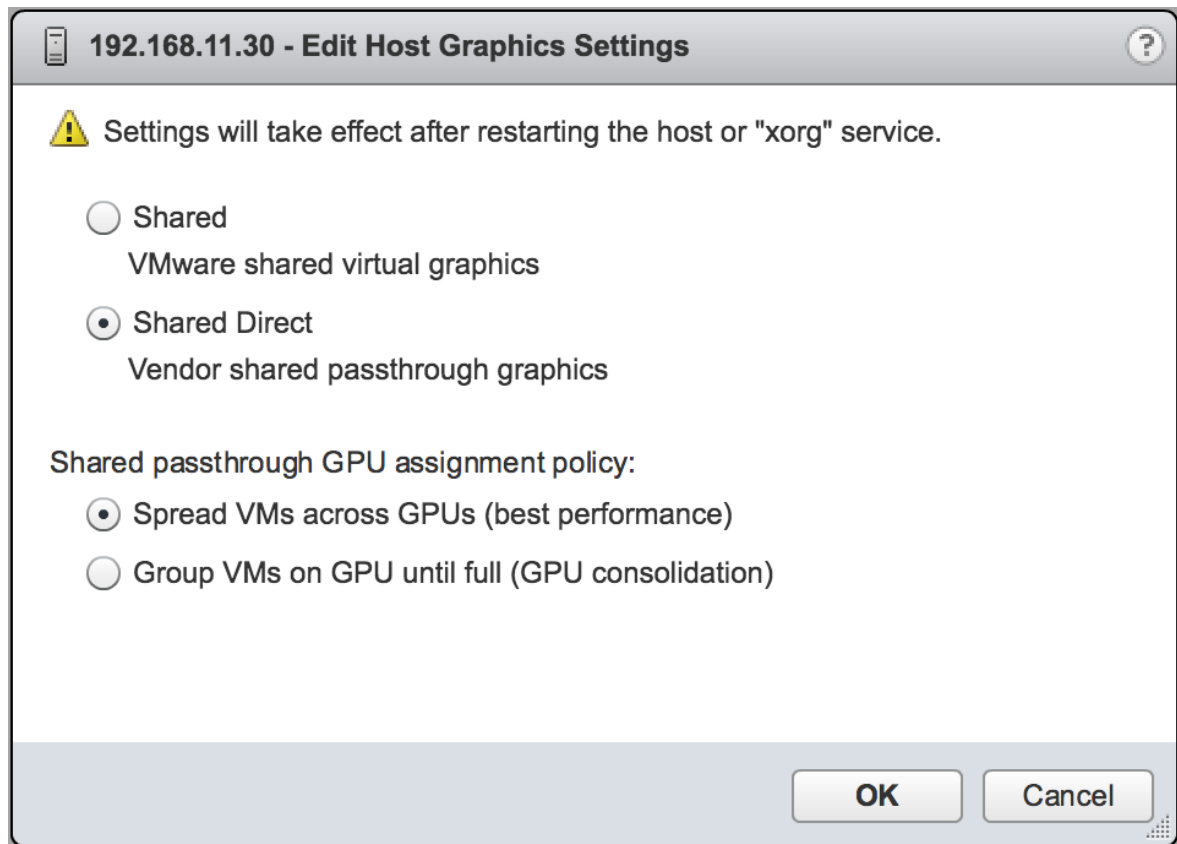 192.168.11.30 - Edit Host Graphics Settings
?
Settings will take effect after restarting the host or "xorg" service.
Shared
VMware shared virtual graphics
Shared Direct
Vendor shared passthrough graphics
Shared passthrough GPU assignment policy:
Spread VMs across GPUs (best performance)
Group VMs on GPU until full (GPU consolidation)
OK Cancel